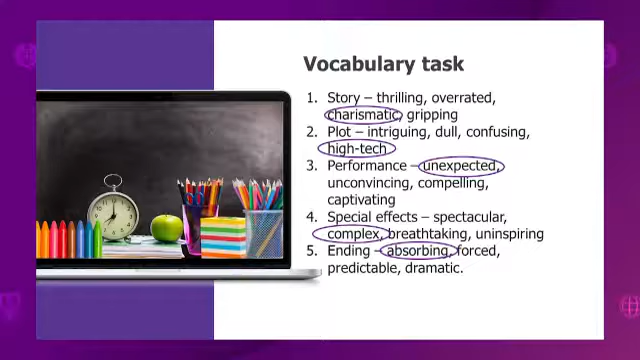 Vocabulary task
1. Story – thrilling, overrated,
charismatic, gripping
2. Plot – intriguing, dull, confusing,
high-tech
3. Performance – unexpected,
unconvincing, compelling,
captivating
4. Special effects – spectacular,
complex, breathtaking, uninspiring
5. Ending – absorbing, forced,
predictable, dramatic.